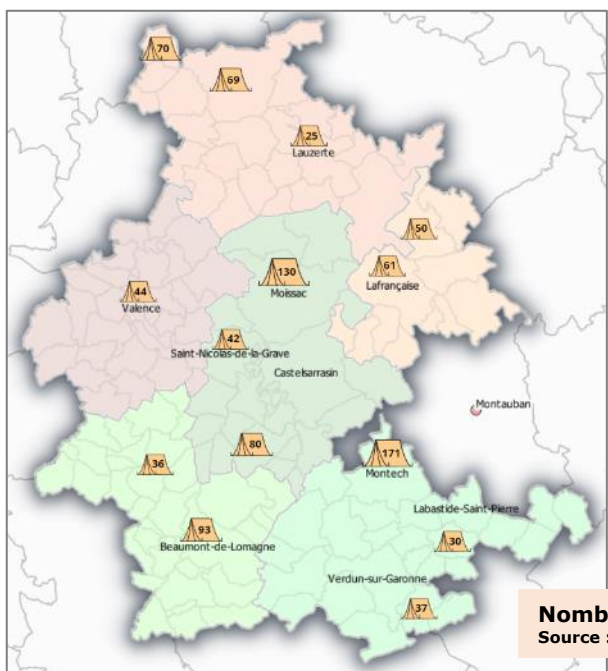 70
69
25
Lauzerte
50
130
Moissac
61
Lafrançaise
44
Valence
42
Saint-Nicolas-de-la-Grave
Castelsarrasin
Montauban
80
171
Montech
36
Labastide-Saint-Pierre
93
Beaumont-de-Lomagne
30
Verdun-sur-Garonne
37
Nomb
Source :